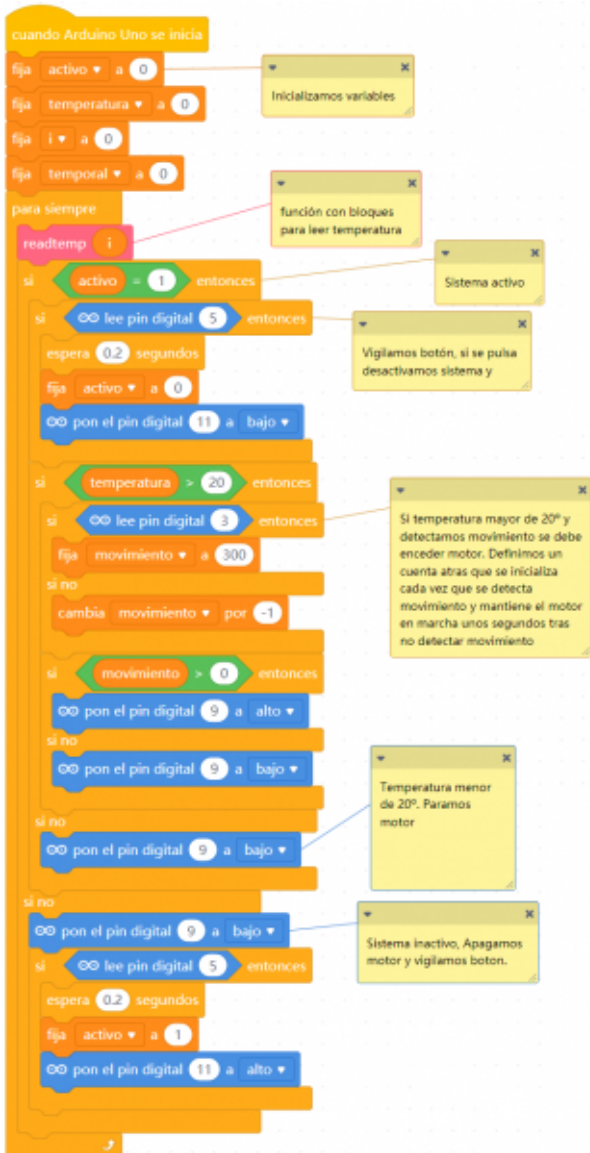 cuando Arduino Uno se inicia
fija activo a 0
Inicializamos variables
fija temperatura a 0
fija i a 0
fija temporal a 0
para siempre
función con bloques
para leer temperatura
readtemp i
si activo = 1 entonces
Sistema activo
si lee pin digital 5 entonces
Vigilamos botón, si se pulsa
desactivamos sistema y
espera 0.2 segundos
fija activo a 0
pon el pin digital 11 a bajo
si temperatura > 20 entonces
si lee pin digital 3 entonces
Si temperatura mayor de 20º y
detectamos movimiento se debe
enceder motor. Definimos un
cuenta atras que se inicializa
cada vez que se detecta
movimiento y mantiene el motor
en marcha unos segundos tras
no detectar movimiento
fija movimiento a 300
si no
cambia movimiento por -1
si movimiento > 0 entonces
pon el pin digital 9 a alto
si no
pon el pin digital 9 a bajo
Temperatura menor
de 20º. Paramos
motor
si no
pon el pin digital 9 a bajo
si no
pon el pin digital 9 a bajo
Sistema inactivo, Apagamos
motor y vigilamos boton.
si lee pin digital 5 entonces
espera 0.2 segundos
fija activo a 1
pon el pin digital 11 a alto